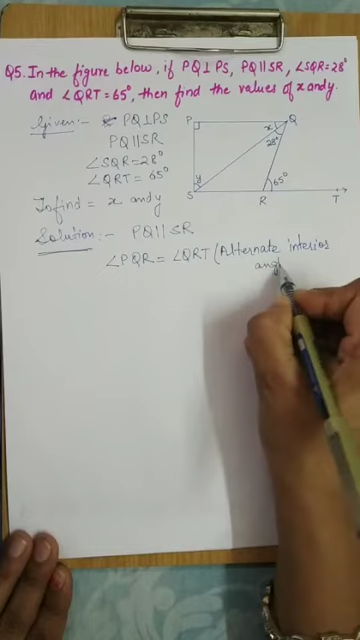 Q5. In the figure below, if PQ⊥PS, PQ∥SR, ∠SQR=28°
and ∠QRT=65°, then find the values of x and y.
Given:- PQ⊥PS
PQ∥SR
∠SQR=28°
∠QRT=65°
To find = x and y
P
Q
x
28°
y
65°
S
R
T
Solution:- PQ∥SR
∠PQR=∠QRT (Alternate interios
ang